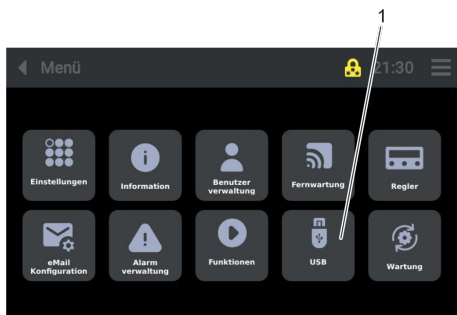 1
Menü
21:30
Einstellungen
Information
Benutzer
verwaltung
Fernwartung
Regler
eMail
Konfiguration
Alarm
verwaltung
Funktionen
USB
Wartung